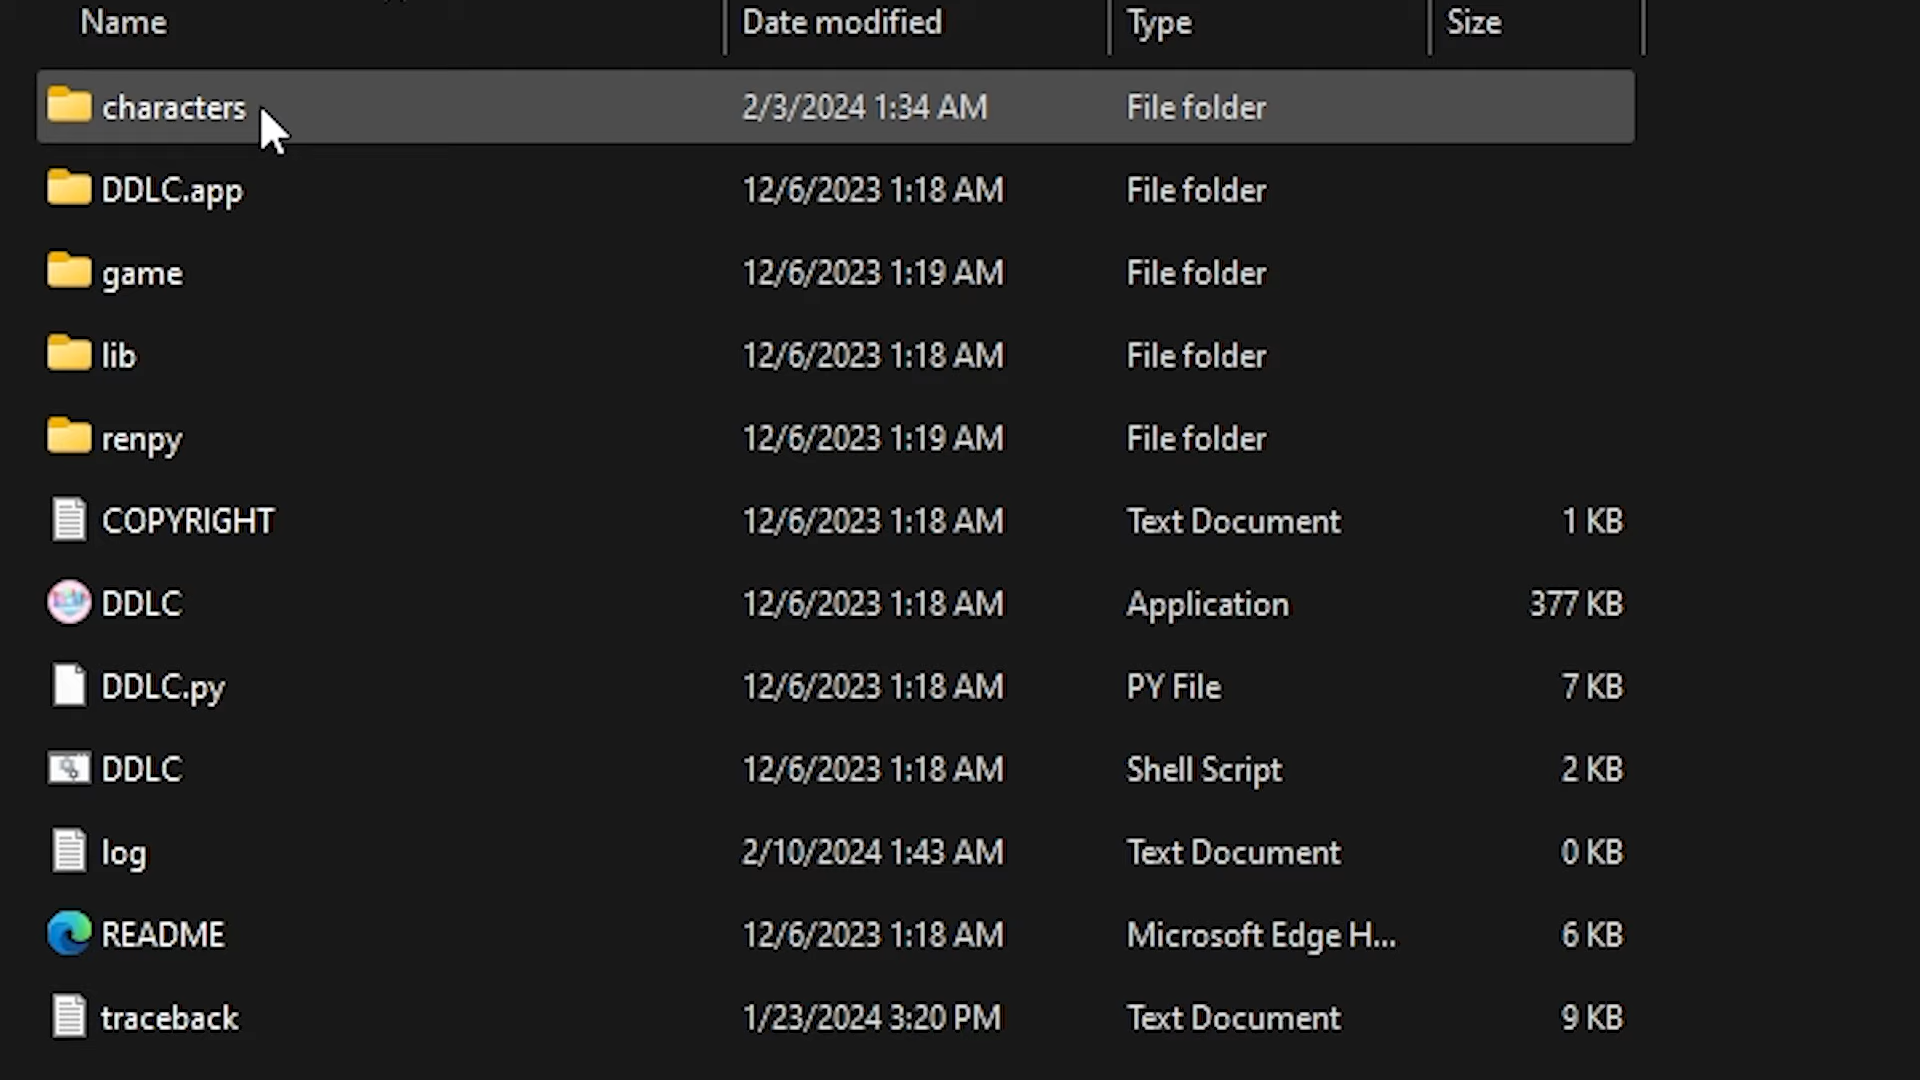 Name Date modified Type Size
characters 2/3/2024 1:34 AM File folder
DDLC.app 12/6/2023 1:18 AM File folder
game 12/6/2023 1:19 AM File folder
lib 12/6/2023 1:18 AM File folder
renpy 12/6/2023 1:19 AM File folder
COPYRIGHT 12/6/2023 1:18 AM Text Document 1 KB
DDLC 12/6/2023 1:18 AM Application 377 KB
DDLC.py 12/6/2023 1:18 AM PY File 7 KB
DDLC 12/6/2023 1:18 AM Shell Script 2 KB
log 2/10/2024 1:43 AM Text Document 0 KB
README 12/6/2023 1:18 AM Microsoft Edge H... 6 KB
traceback 1/23/2024 3:20 PM Text Document 9 KB